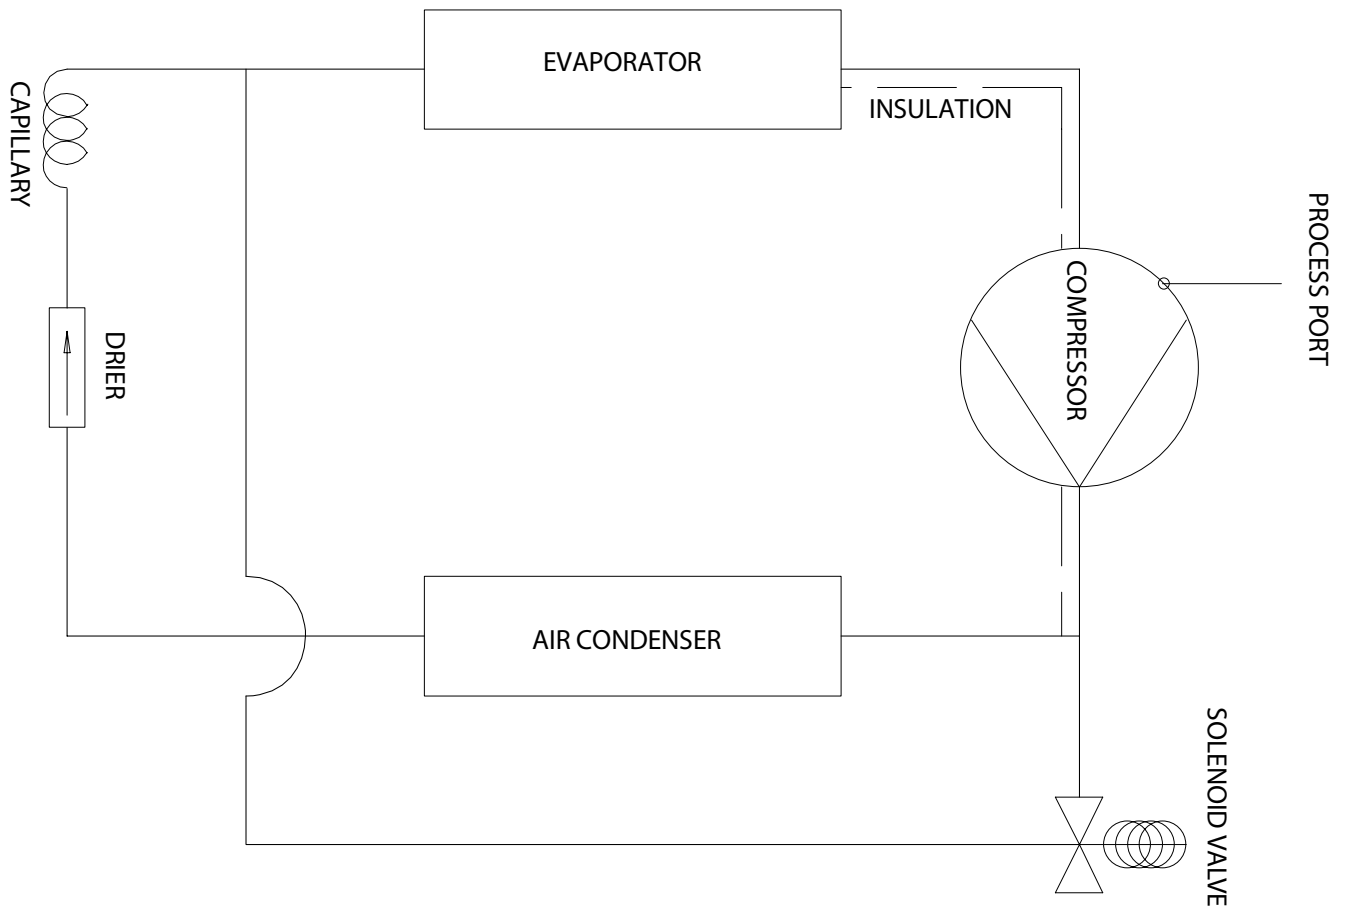 EVAPORATOR
INSULATION
CAPILLARY
PROCESS PORT
COMPRESSOR
DRIER
AIR CONDENSER
SOLENOID VALVE